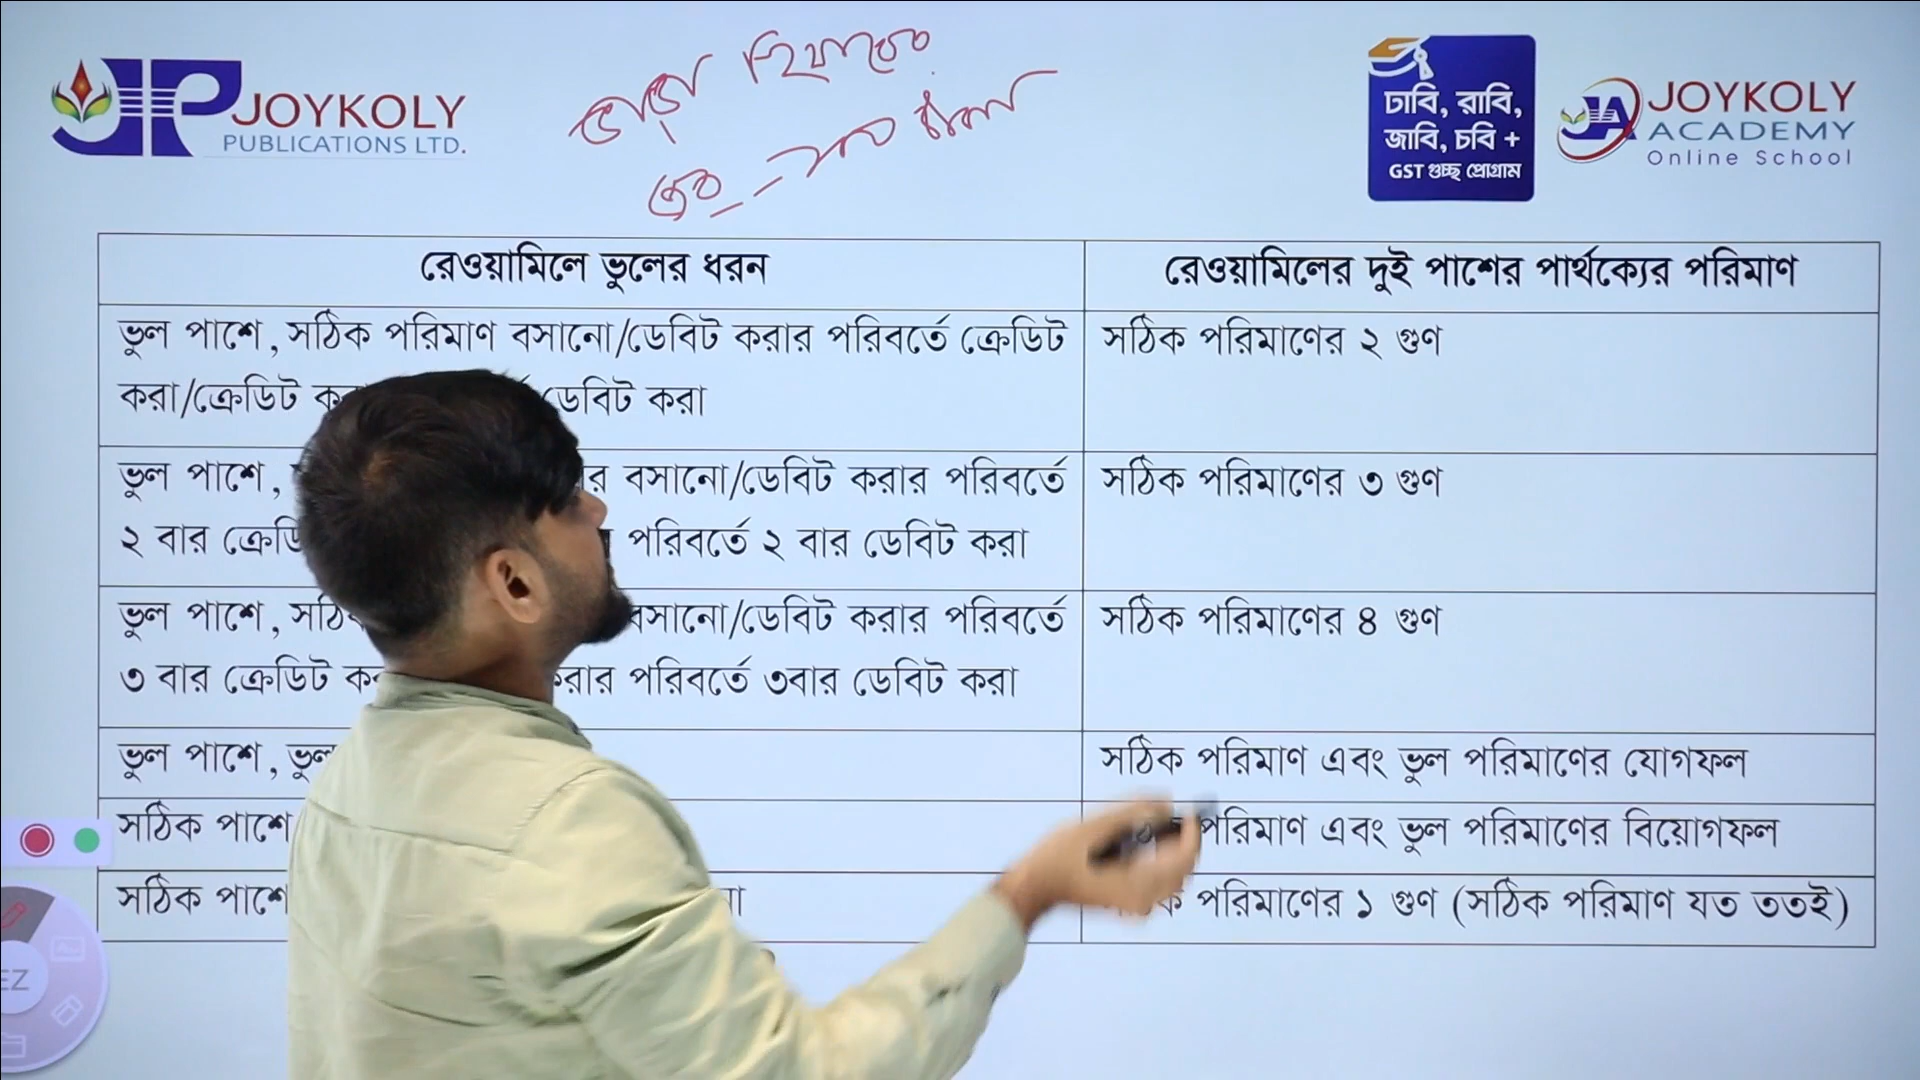 JP JOYKOLY
PUBLICATIONS LTD.
ঢাবি, রাবি,
জাবি, চবি +
GST গুচ্ছ প্রোগ্রাম
JA JOYKOLY
ACADEMY
Online School
রেওয়ামিলে ভুলের ধরন
রেওয়ামিলের দুই পাশের পার্থক্যের পরিমাণ
ভুল পাশে, সঠিক পরিমাণ বসানো/ডেবিট করার পরিবর্তে ক্রেডিট
করা/ক্রেডিট ডেবিট করা
সঠিক পরিমাণের ২ গুণ
ভুল পাশে, বসানো/ডেবিট করার পরিবর্তে
২ বার পরিবর্তে ২ বার ডেবিট করা
সঠিক পরিমাণের ৩ গুণ
ভুল পাশে, বসানো/ডেবিট করার পরিবর্তে
৩ বার ক্রেডিট পরিবর্তে ৩বার ডেবিট করা
সঠিক পরিমাণের ৪ গুণ
ভুল পাশে, ভুল
সঠিক পরিমাণ এবং ভুল পরিমাণের যোগফল
সঠিক পাশে
পরিমাণ এবং ভুল পরিমাণের বিয়োগফল
সঠিক পাশে
পরিমাণের ১ গুণ (সঠিক পরিমাণ যত ততই)
EZ